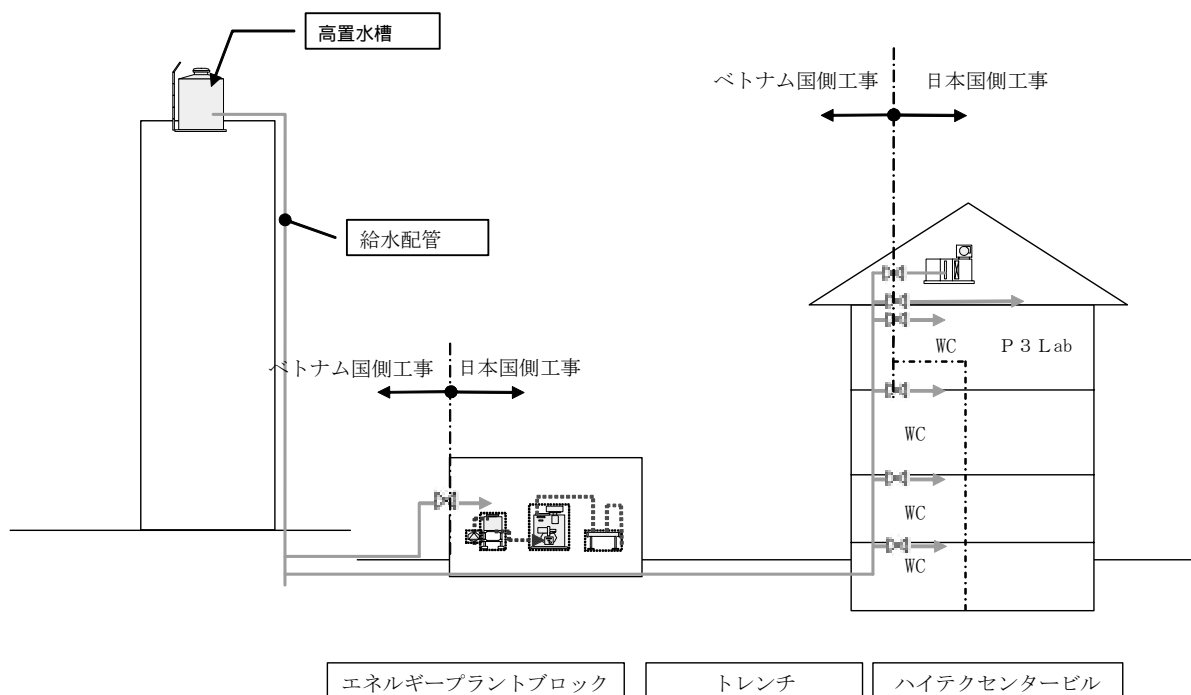 高置水槽
ベトナム国側工事 日本国側工事
給水配管
WC Ｐ３Ｌab
ベトナム国側工事 日本国側工事
WC
WC
WC
エネルギープラントブロック トレンチ ハイテクセンタービル